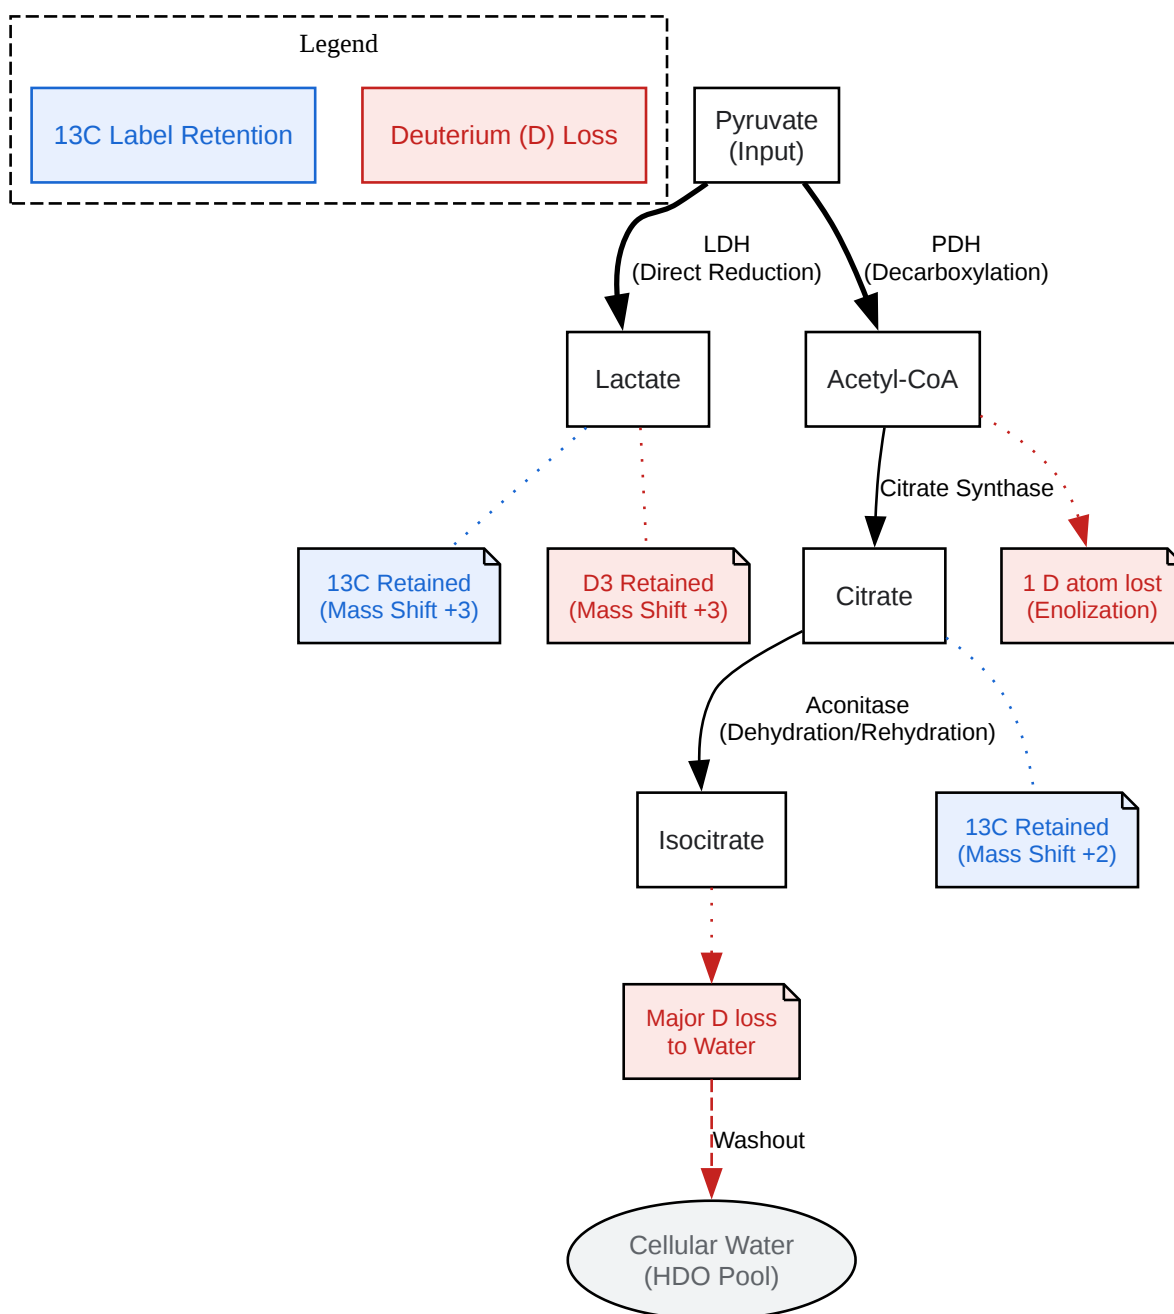 Legend
13C Label Retention
Deuterium (D) Loss
Pyruvate
(Input)
LDH
(Direct Reduction)
PDH
(Decarboxylation)
Lactate
Acetyl-CoA
Citrate Synthase
13C Retained
(Mass Shift +3)
D3 Retained
(Mass Shift +3)
Citrate
1 D atom lost
(Enolization)
Aconitase
(Dehydration/Rehydration)
Isocitrate
13C Retained
(Mass Shift +2)
Major D loss
to Water
Washout
Cellular Water
(HDO Pool)